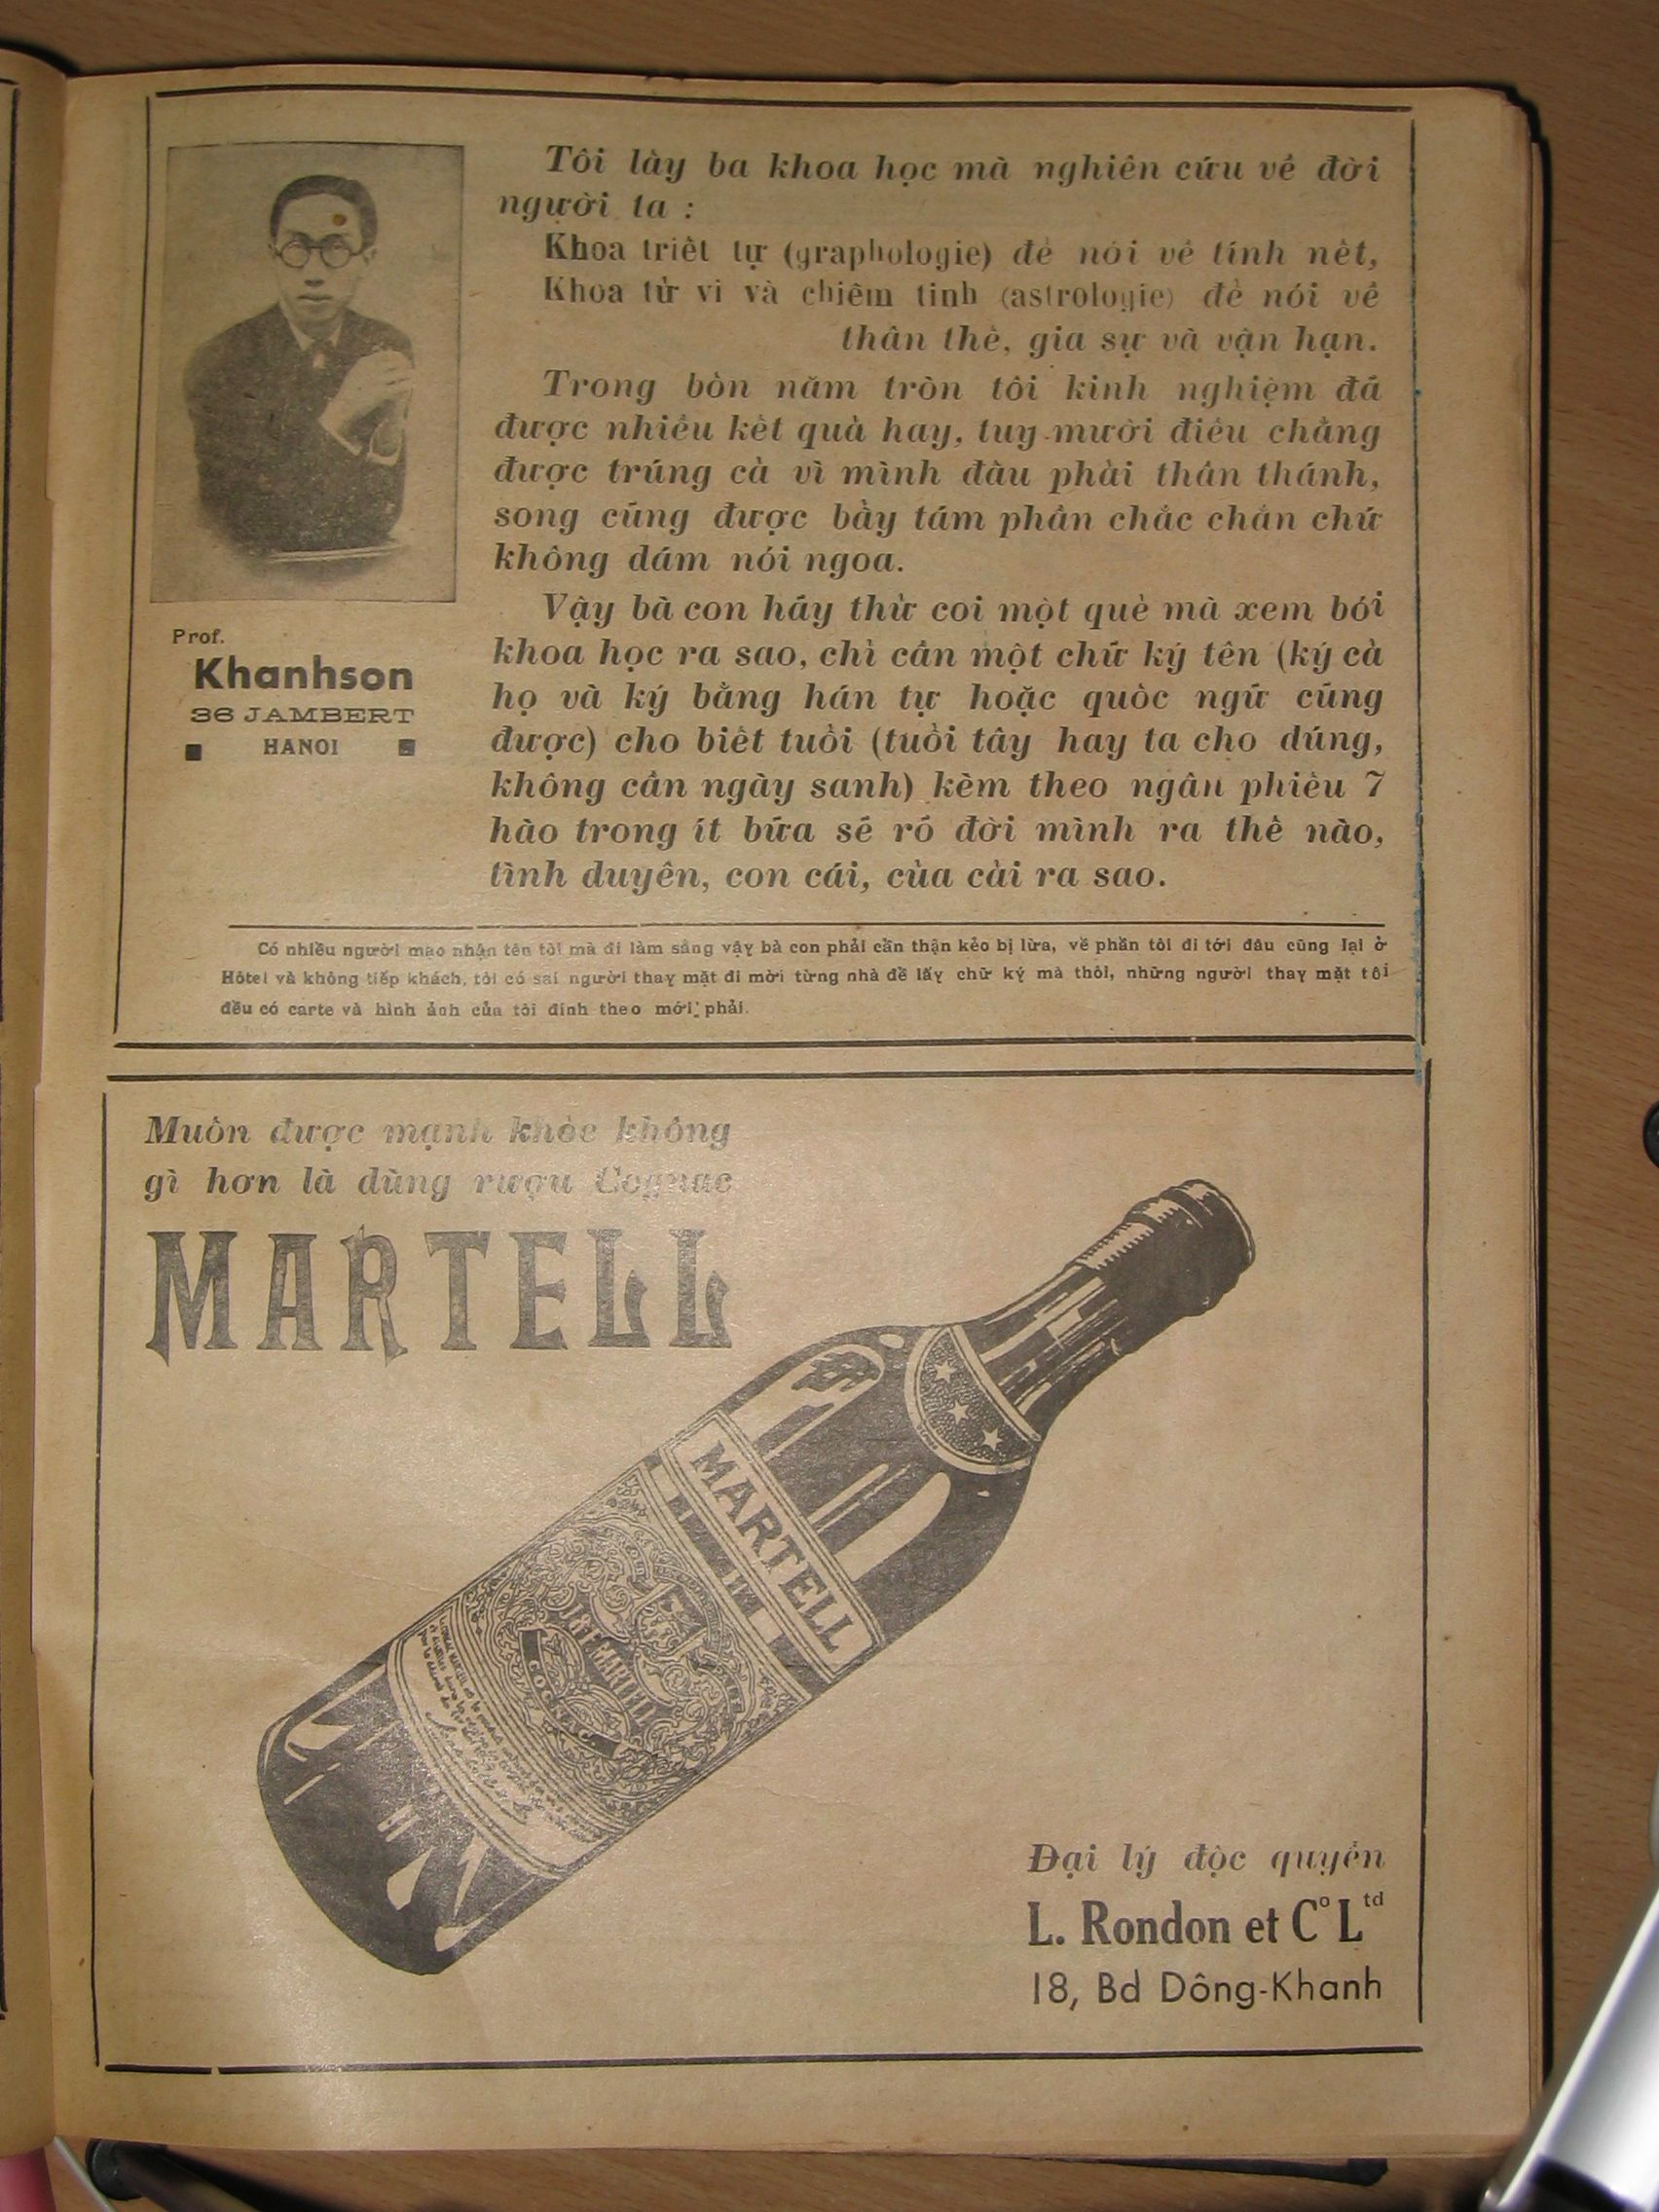 Tôi lấy ba khoa học mà nghiên cứu về đời
người ta :
Khoa triết tự (graphologie) để nói về tính nết,
Khoa tử vi và chiêm tinh (astrologie) để nói về
thân thế, gia sự và vận hạn.
Trong bốn năm tròn tôi kinh nghiệm đã
được nhiều kết quả hay, tuy mười điều chẳng
được trúng cả vì mình đâu phải thần thánh,
song cũng được bảy tám phần chắc chắn chứ
không dám nói ngoa.
Vậy bà con hãy thử coi một quẻ mà xem bói
khoa học ra sao, chỉ cần một chữ ký tên (ký cả
họ và ký bằng hán tự hoặc quốc ngữ cũng
được) cho biết tuổi (tuổi tây hay ta cho đúng,
không cần ngày sanh) kèm theo ngân phiếu 7
hào trong ít bữa sẽ rõ đời mình ra thế nào,
tình duyên, con cái, của cải ra sao.
Prof.
Khanhson
36 JAMBERT
HANOI
Có nhiều người mạo nhận tên tôi mà đi làm sằng vậy bà con phải cẩn thận kẻo bị lừa, về phần tôi đi tới đâu cũng lại ở
Hôtel và không tiếp khách, tôi có sai người thay mặt đi mời từng nhà để lấy chữ ký mà thôi, những người thay mặt tôi
đều có carte và hình ảnh của tôi đính theo mới phải.
Muốn được mạnh khỏe không
gì hơn là dùng rượu Cognac
MARTELL
MARTELL
J&F MARTELL
COGNAC
Đại lý độc quyền
L. Rondon et Cº Ltd
18, Bd Dông-Khanh